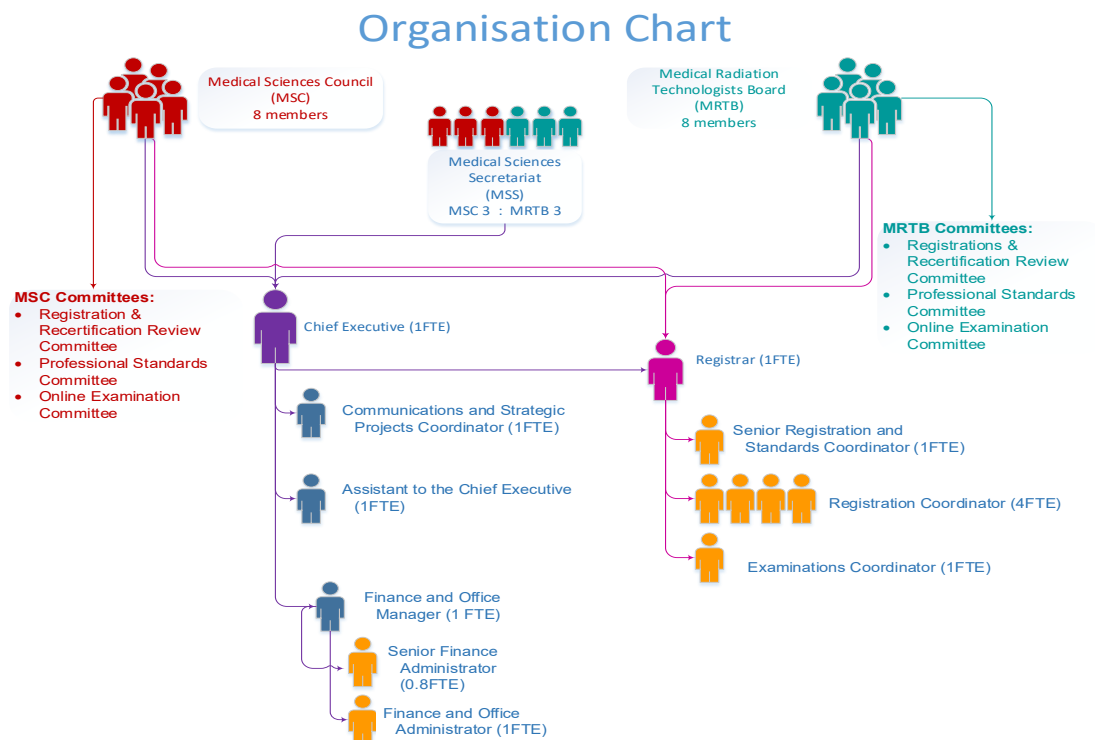 Organisation Chart
Medical Sciences Council
(MSC)
8 members
Medical Radiation
Technologists Board
(MRTB)
8 members
Medical Sciences
Secretariat
(MSS)
MSC 3 : MRTB 3
MRTB Committees:
• Registrations &
Recertification Review
Committee
• Professional Standards
Committee
• Online Examination
Committee
MSC Committees:
• Registration &
Recertification Review
Committee
• Professional Standards
Committee
• Online Examination
Committee
Chief Executive (1FTE)
Registrar (1FTE)
Communications and Strategic
Projects Coordinator (1FTE)
Assistant to the Chief Executive
(1FTE)
Finance and Office
Manager (1 FTE)
Senior Finance
Administrator
(0.8FTE)
Finance and Office
Administrator (1FTE)
Senior Registration and
Standards Coordinator (1FTE)
Registration Coordinator (4FTE)
Examinations Coordinator (1FTE)